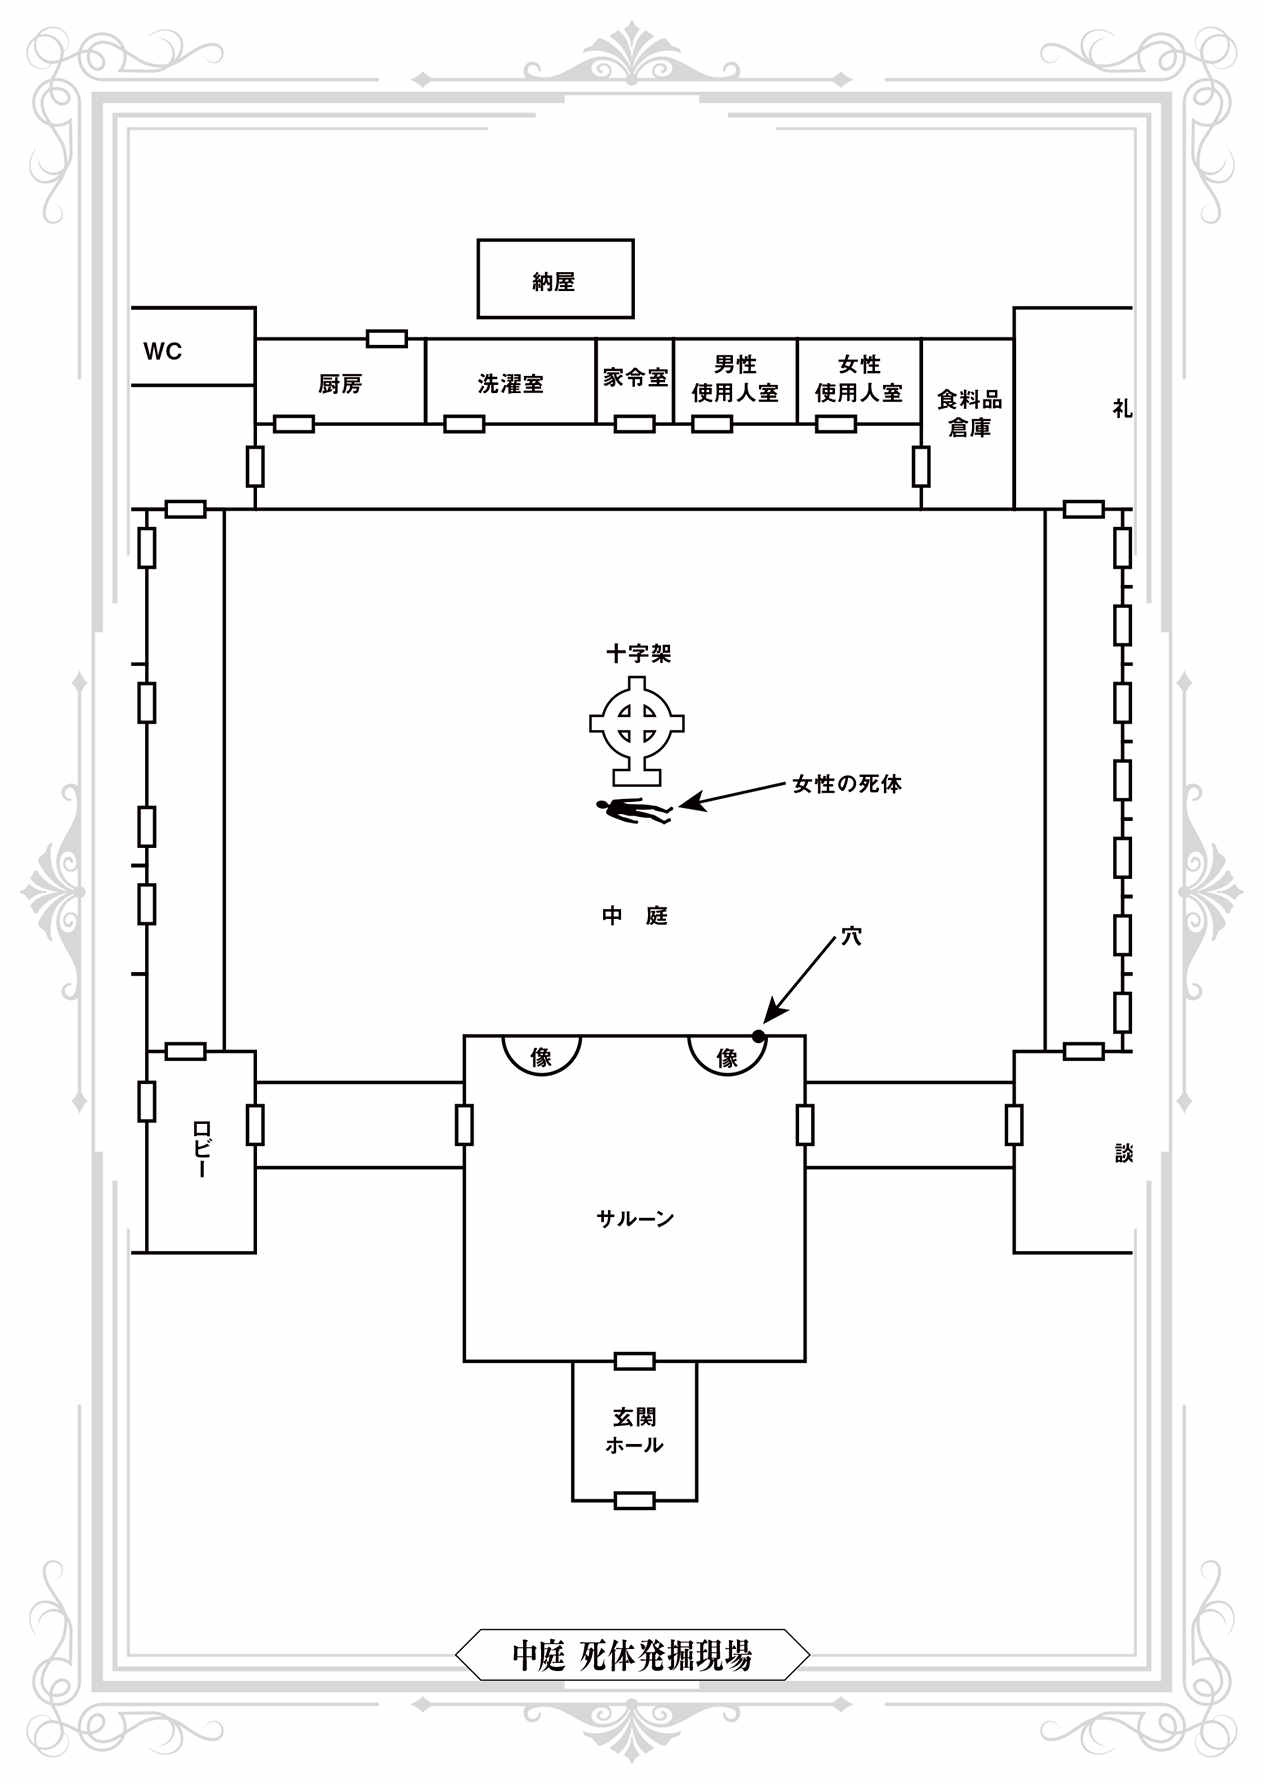 納屋
WC
厨房
洗濯室
家令室
男性
使用人室
女性
使用人室
食料品
倉庫
礼
十字架
女性の死体
中 庭
穴
像
像
ロビー
談
サルーン
玄関
ホール
中庭 死体発掘現場